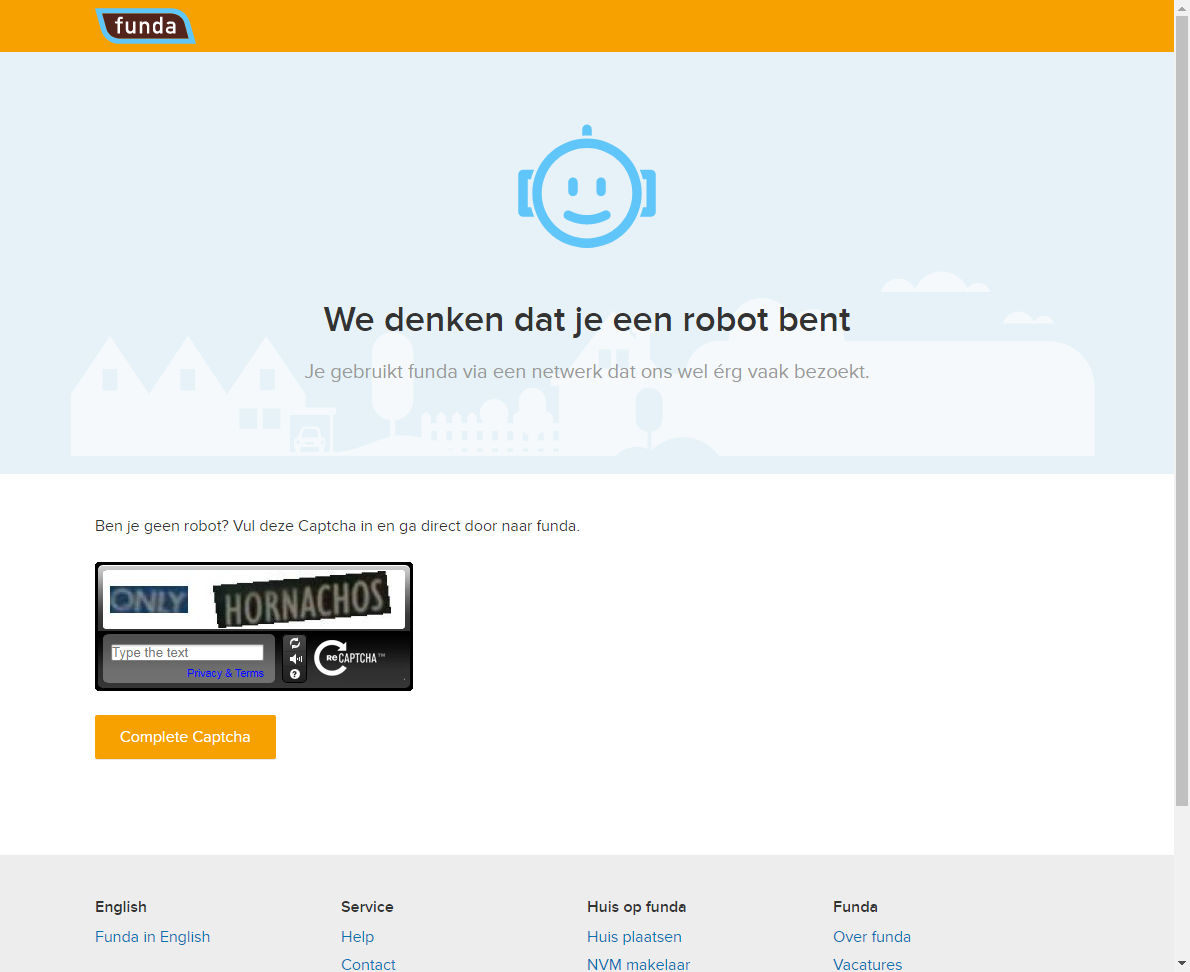 funda
We denken dat je een robot bent
Je gebruikt funda via een netwerk dat ons wel érg vaak bezoekt.
Ben je geen robot? Vul deze Captcha in en ga direct door naar funda.
ONLY HORNACHOS
Type the text
Privacy & Terms
?
ReCAPTCHA™
Complete Captcha
English Service Huis op funda Funda
Funda in English Help Huis plaatsen Over funda
Contact NVM makelaar Vacatures